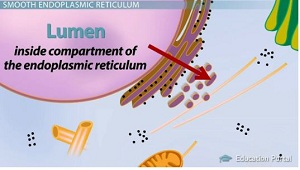 SMOOTH ENDOPLASMIC RETICULUM
Lumen
inside compartment of
the endoplasmic reticulum
Education Portal